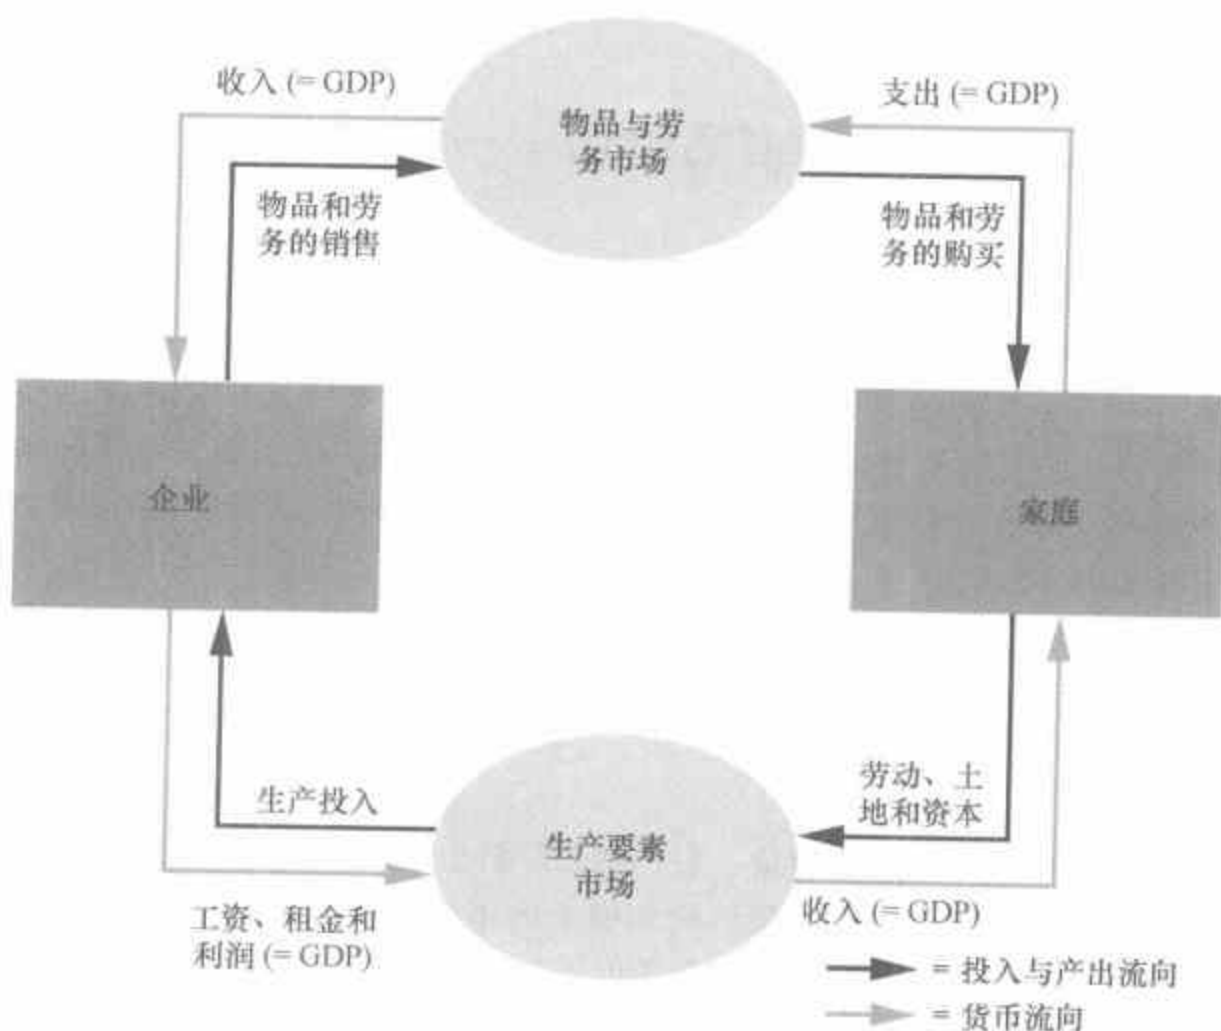 收入 (= GDP)
支出 (= GDP)
物品与劳
务市场
物品和劳
务的销售
物品和劳
务的购买
企业
家庭
生产投入
劳动、土
地和资本
生产要素
市场
工资、租金和
利润 (= GDP)
收入 (= GDP)
= 投入与产出流向
= 货币流向